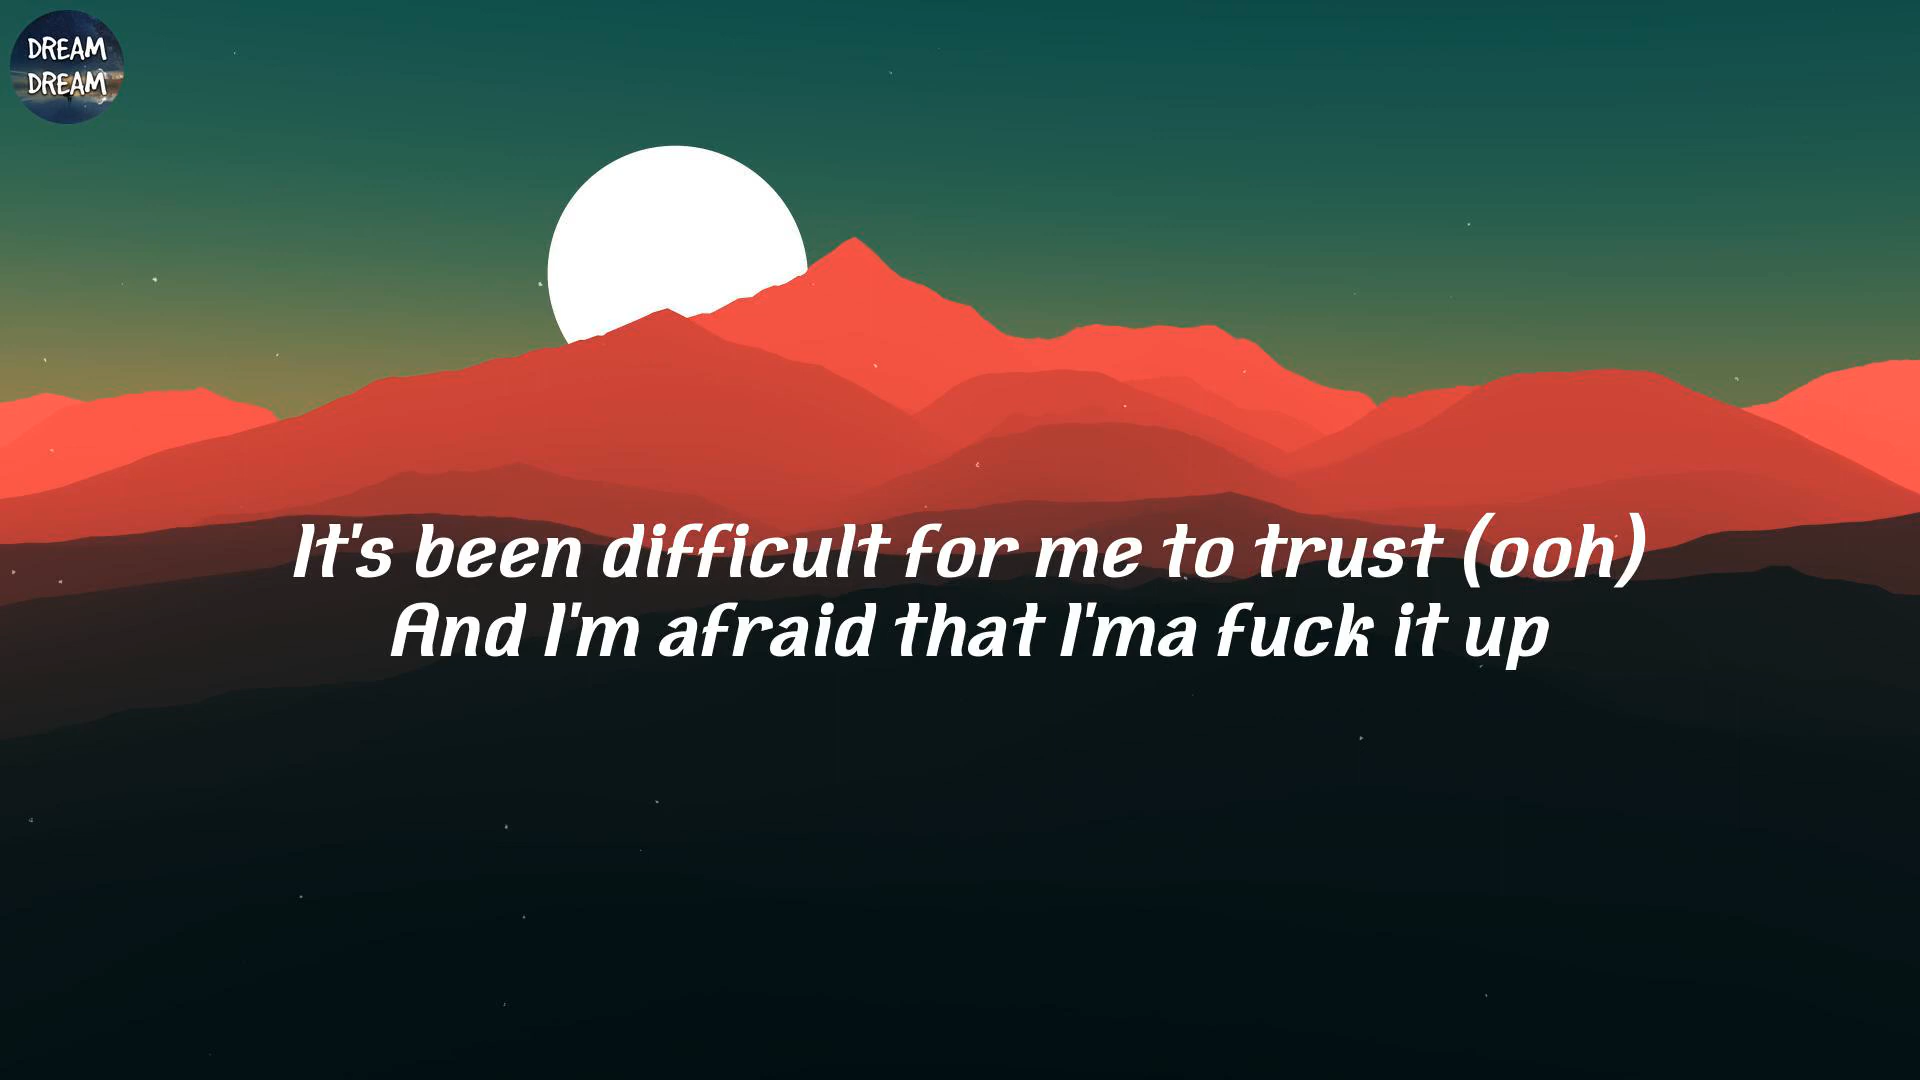 DREAM
DREAM
It's been difficult for me to trust (ooh)
And I'm afraid that I'ma fuck it up